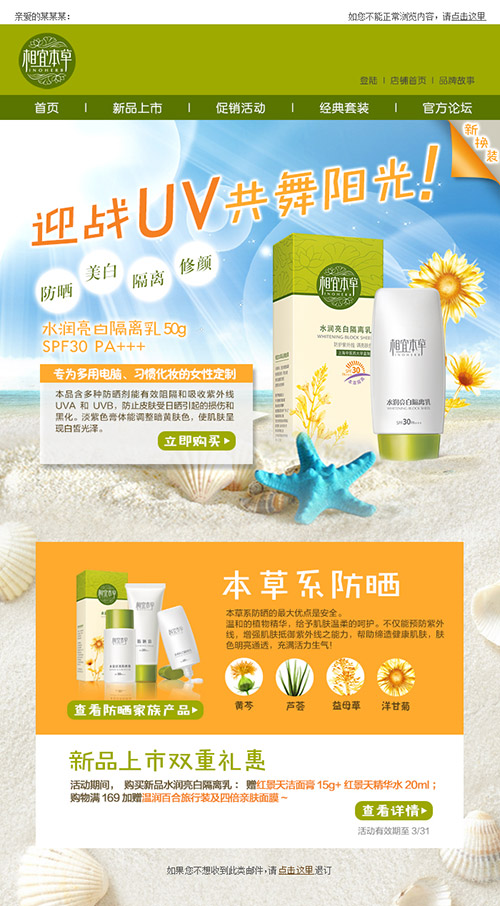 亲爱的某某某：
如您不能正常浏览内容，请点击这里
相宜本草
INOHERB
登陆 | 店铺首页 | 品牌故事
首页 | 新品上市 | 促销活动 | 经典套装 | 官方论坛
新换装
迎战UV共舞阳光！
防晒 美白 隔离 修颜
水润亮白隔离乳 50g
SPF30 PA+++
专为多用电脑、习惯化妆的女性定制
本品含多种防晒剂能有效阻隔和吸收紫外线
UVA 和 UVB，防止皮肤受日晒引起的损伤和
黑化。淡紫色膏体能调整暗黄肤色，使肌肤呈
现白皙光泽。
立即购买
相宜本草
INOHERB
水润亮白隔离乳
WHITENING-BLOCK SHEER
30
相宜本草
INOHERB
水润亮白隔离乳
SPF30 PA+++
本草系防晒
本草系防晒的最大优点是安全。
温和的植物精华，给予肌肤温柔的呵护。不仅能预防紫外
线，增强肌肤抵御紫外线之能力，帮助缔造健康肌肤，肤
色明亮通透，充满活力生气！
黄芩 芦荟 益母草 洋甘菊
查看防晒家族产品
新品上市双重礼惠
活动期间， 购买新品水润亮白隔离乳： 赠红景天洁面膏 15g+ 红景天精华水 20ml；
购物满 169 加赠温润百合旅行装及四倍亲肤面膜 ~
查看详情
活动有效期至 3/31
如果您不想收到此类邮件，请 点击这里 退订